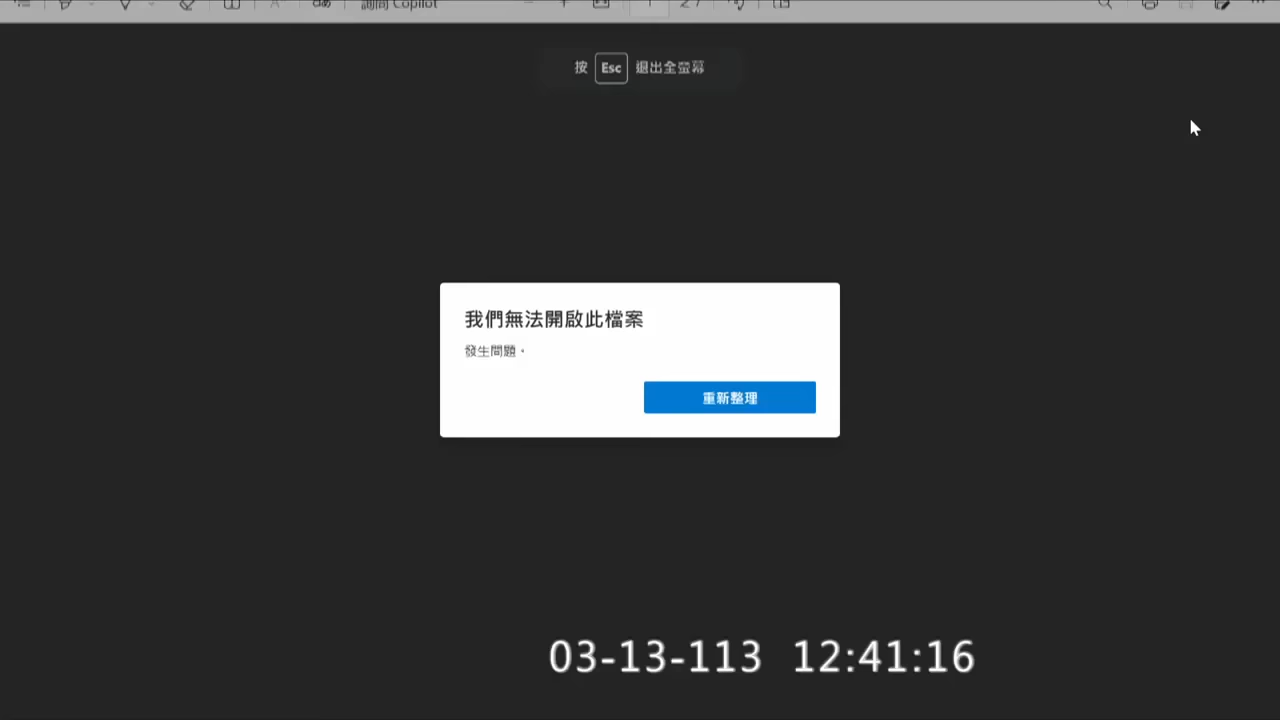 詢問 Copilot
按 Esc 退出全螢幕
我們無法開啟此檔案
發生問題。
重新整理
03-13-113 12:41:16